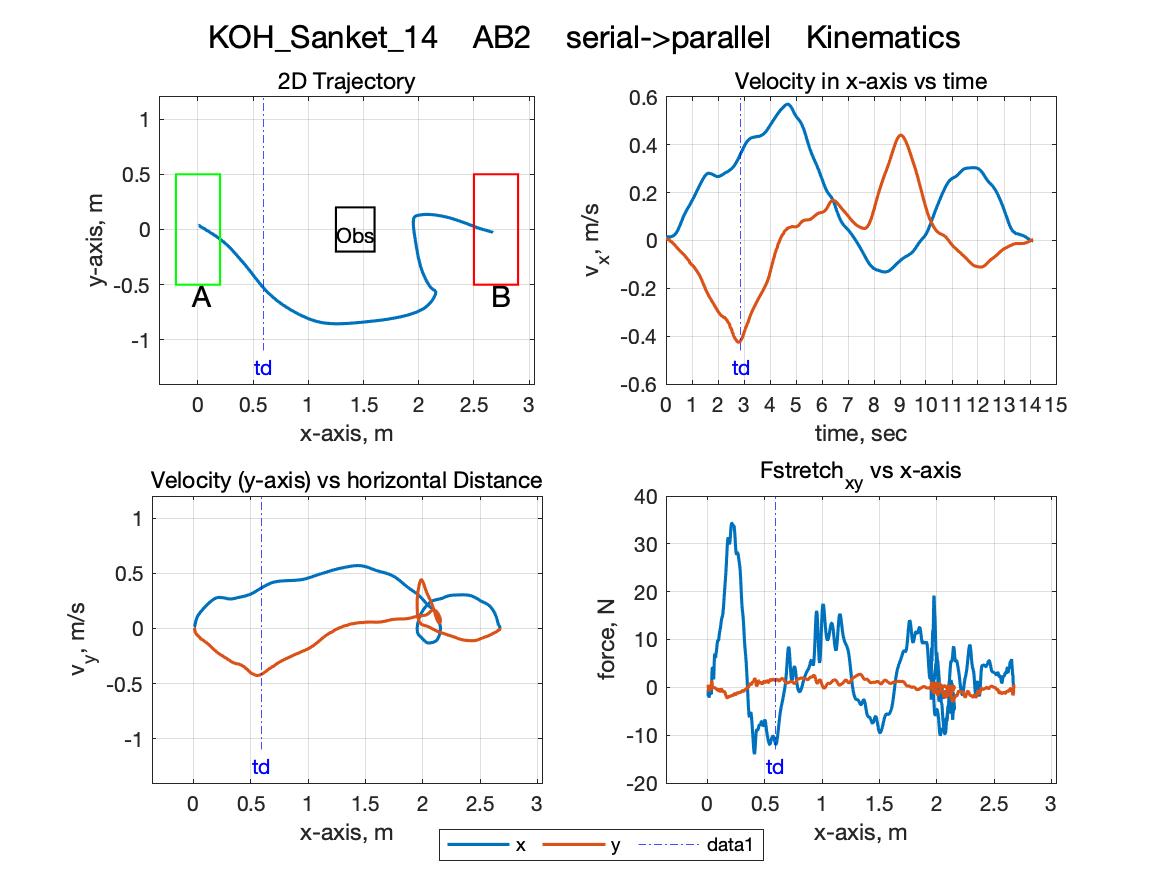 KOH_Sanket_14 AB2 serial->parallel Kinematics
2D Trajectory
1
0.5
0
-0.5
-1
y-axis, m
A
Obs
B
td
0 0.5 1 1.5 2 2.5 3
x-axis, m
Velocity in x-axis vs time
0.6
0.4
0.2
0
-0.2
-0.4
-0.6
v_x, m/s
td
0 1 2 3 4 5 6 7 8 9 10 11 12 13 14 15
time, sec
Velocity (y-axis) vs horizontal Distance
1
0.5
0
-0.5
-1
v_y, m/s
td
0 0.5 1 1.5 2 2.5 3
x-axis, m
Fstretch_xy vs x-axis
40
30
20
10
0
-10
-20
force, N
td
0 0.5 1 1.5 2 2.5 3
x-axis, m
x y data1